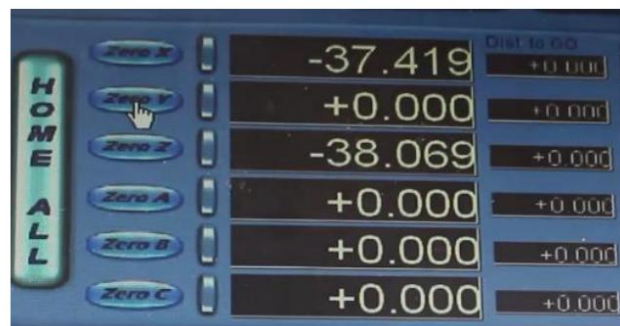 HOME ALL
Dist to GO
Zero X -37.419 +0.000
Zero Y +0.000 +0.000
Zero Z -38.069 +0.000
Zero A +0.000 +0.000
Zero B +0.000 +0.000
Zero C +0.000 +0.000